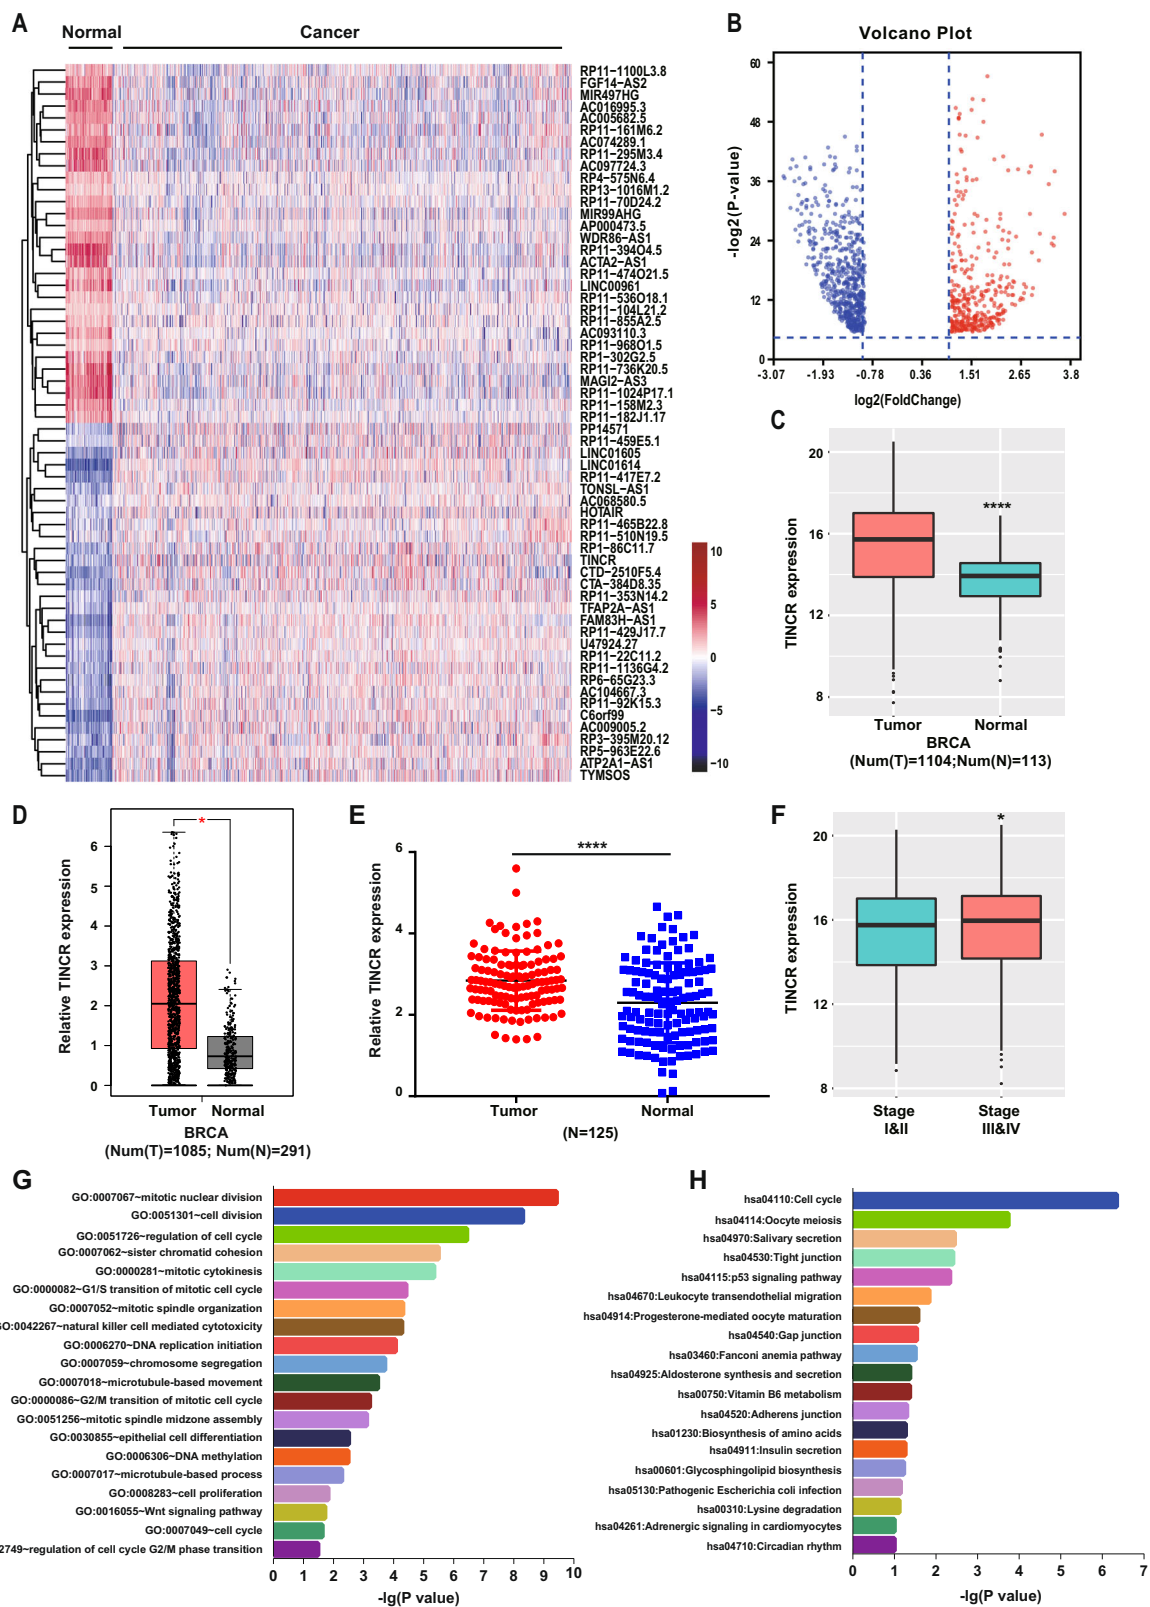 A
Normal
Cancer
RP11-1100L3.8
FGF14-AS2
MIR497HG
AC016995.3
AC005682.5
RP11-161M6.2
AC074289.1
RP11-295M3.4
AC097724.3
RP4-575N6.4
RP13-1016M1.2
RP11-70D24.2
MIR99AHG
AP000473.5
WDR86-AS1
RP11-394O4.5
ACTA2-AS1
RP11-474O21.5
LINC00961
RP11-536O18.1
RP11-104L21.2
RP11-855A2.5
AC093110.3
RP11-968O1.5
RP1-302G2.5
RP11-736K20.5
MAGI2-AS3
RP11-1024P17.1
RP11-158M2.3
RP11-182J1.17
PP14571
RP11-459E5.1
LINC01605
LINC01614
RP11-417E7.2
TONSL-AS1
AC068580.5
HOTAIR
RP11-465B22.8
RP11-510N19.5
RP1-86C11.7
TINCR
CTD-2510F5.4
CTA-384D8.35
RP11-353N14.2
TFAP2A-AS1
FAM83H-AS1
RP11-429J17.7
U47924.27
RP11-22C11.2
RP11-1136G4.2
RP6-65G23.3
AC104667.3
RP11-92K15.3
C6orf99
AC009005.2
RP3-395M20.12
RP5-963E22.6
ATP2A1-AS1
TYMSOS
10
5
0
-5
-10
B
Volcano Plot
-log2(P-value)
60
48
36
24
12
0
-3.07 -1.93 -0.78 0.36 1.51 2.65 3.8
log2(FoldChange)
C
TINCR expression
20
16
12
8
****
Tumor Normal
BRCA
(Num(T)=1104;Num(N)=113)
D
Relative TINCR expression
6
5
4
3
2
1
0
*
Tumor Normal
BRCA
(Num(T)=1085; Num(N)=291)
E
Relative TINCR expression
6
4
2
0
****
Tumor Normal
(N=125)
F
TINCR expression
20
16
12
8
*
Stage Stage
I&II III&IV
G
GO:0007067~mitotic nuclear division
GO:0051301~cell division
GO:0051726~regulation of cell cycle
GO:0007062~sister chromatid cohesion
GO:0000281~mitotic cytokinesis
GO:0000082~G1/S transition of mitotic cell cycle
GO:0007052~mitotic spindle organization
GO:0042267~natural killer cell mediated cytotoxicity
GO:0006270~DNA replication initiation
GO:0007059~chromosome segregation
GO:0007018~microtubule-based movement
GO:0000086~G2/M transition of mitotic cell cycle
GO:0051256~mitotic spindle midzone assembly
GO:0030855~epithelial cell differentiation
GO:0006306~DNA methylation
GO:0007017~microtubule-based process
GO:0008283~cell proliferation
GO:0016055~Wnt signaling pathway
GO:0007049~cell cycle
2749~regulation of cell cycle G2/M phase transition
0 1 2 3 4 5 6 7 8 9 10
-lg(P value)
H
hsa04110:Cell cycle
hsa04114:Oocyte meiosis
hsa04970:Salivary secretion
hsa04530:Tight junction
hsa04115:p53 signaling pathway
hsa04670:Leukocyte transendothelial migration
hsa04914:Progesterone-mediated oocyte maturation
hsa04540:Gap junction
hsa03460:Fanconi anemia pathway
hsa04925:Aldosterone synthesis and secretion
hsa00750:Vitamin B6 metabolism
hsa04520:Adherens junction
hsa01230:Biosynthesis of amino acids
hsa04911:Insulin secretion
hsa00601:Glycosphingolipid biosynthesis
hsa05130:Pathogenic Escherichia coli infection
hsa00310:Lysine degradation
hsa04261:Adrenergic signaling in cardiomyocytes
hsa04710:Circadian rhythm
0 1 2 3 4 5 6 7
-lg(P value)